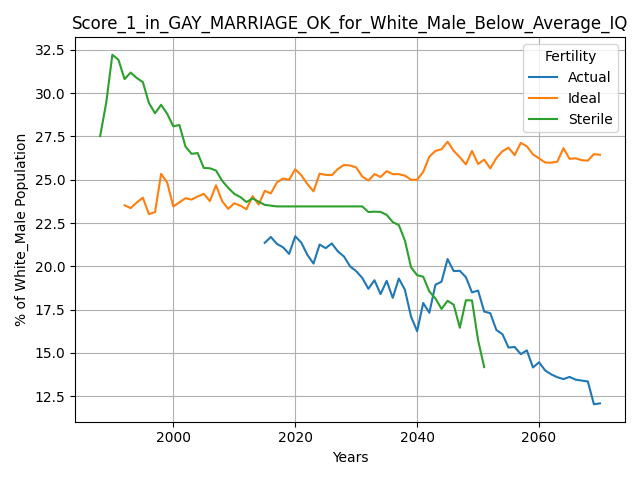 Score_1_in_GAY_MARRIAGE_OK_for_White_Male_Below_Average_IQ
Fertility
Actual
Ideal
Sterile
% of White_Male Population
32.5
30.0
27.5
25.0
22.5
20.0
17.5
15.0
12.5
2000
2020
2040
2060
Years